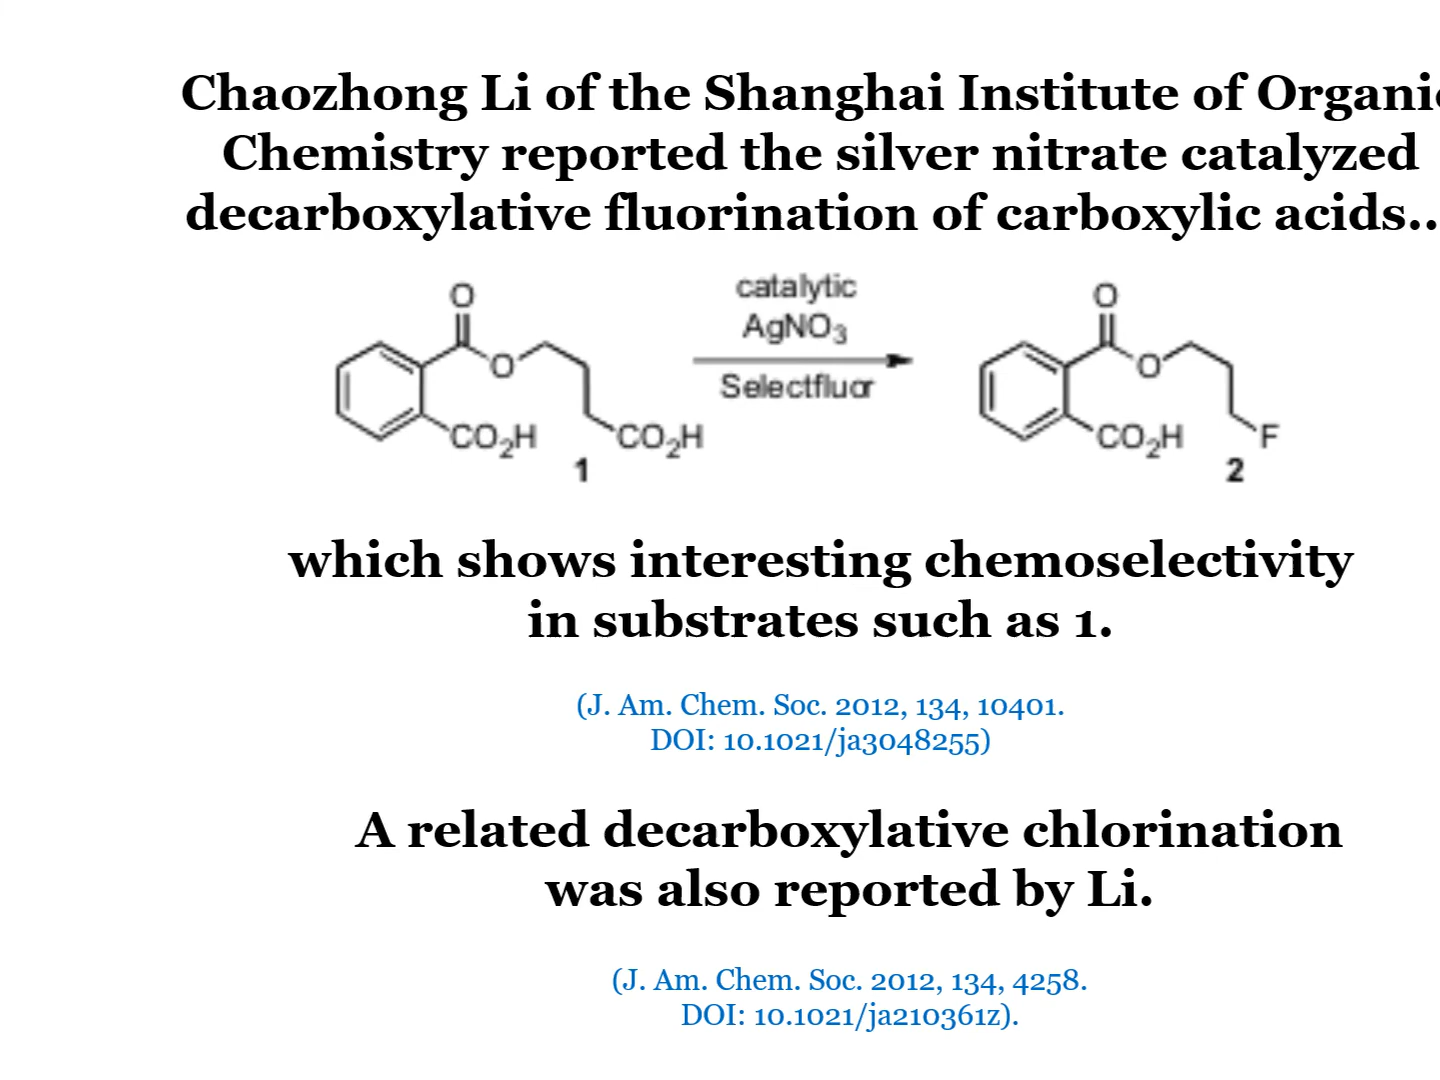 Chaozhong Li of the Shanghai Institute of Organic
Chemistry reported the silver nitrate catalyzed
decarboxylative fluorination of carboxylic acids..
O
O
CO₂H
CO₂H
1
catalytic
AgNO₃
Selectfluor
O
O
CO₂H
F
2
which shows interesting chemoselectivity
in substrates such as 1.
(J. Am. Chem. Soc. 2012, 134, 10401.
DOI: 10.1021/ja3048255)
A related decarboxylative chlorination
was also reported by Li.
(J. Am. Chem. Soc. 2012, 134, 4258.
DOI: 10.1021/ja210361z).